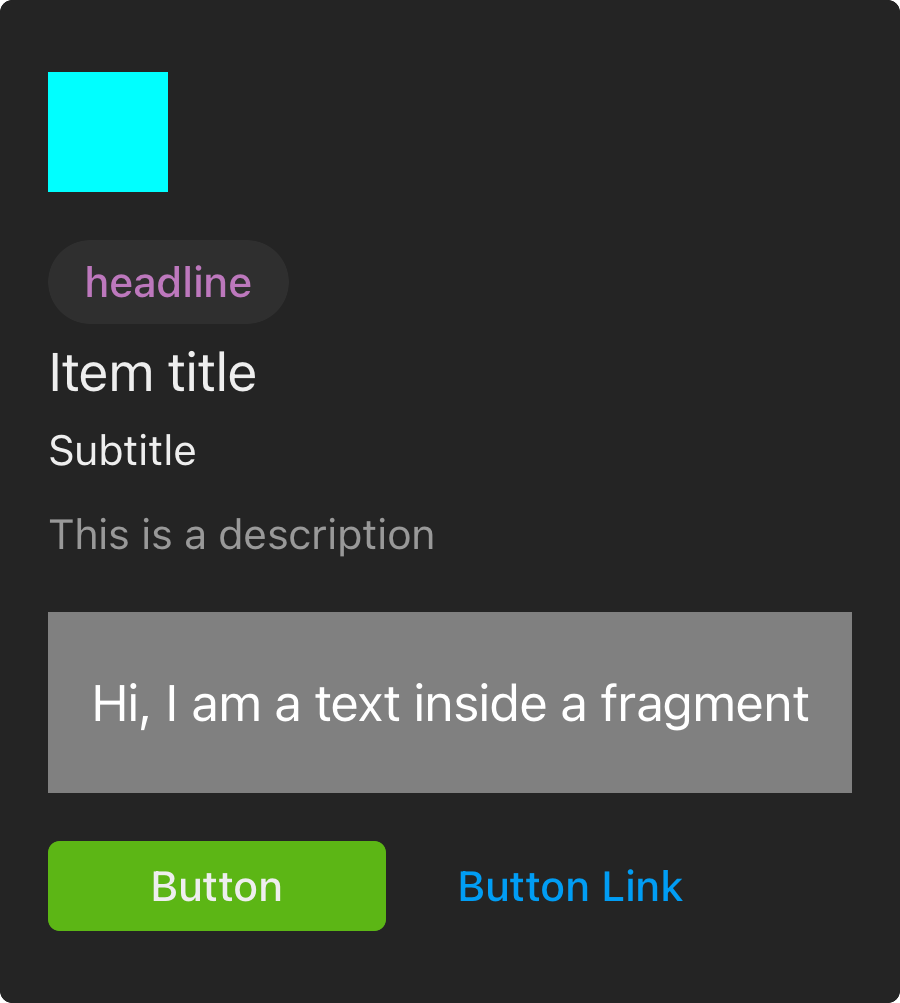 headline
Item title
Subtitle
This is a description
Hi, I am a text inside a fragment
Button
Button Link